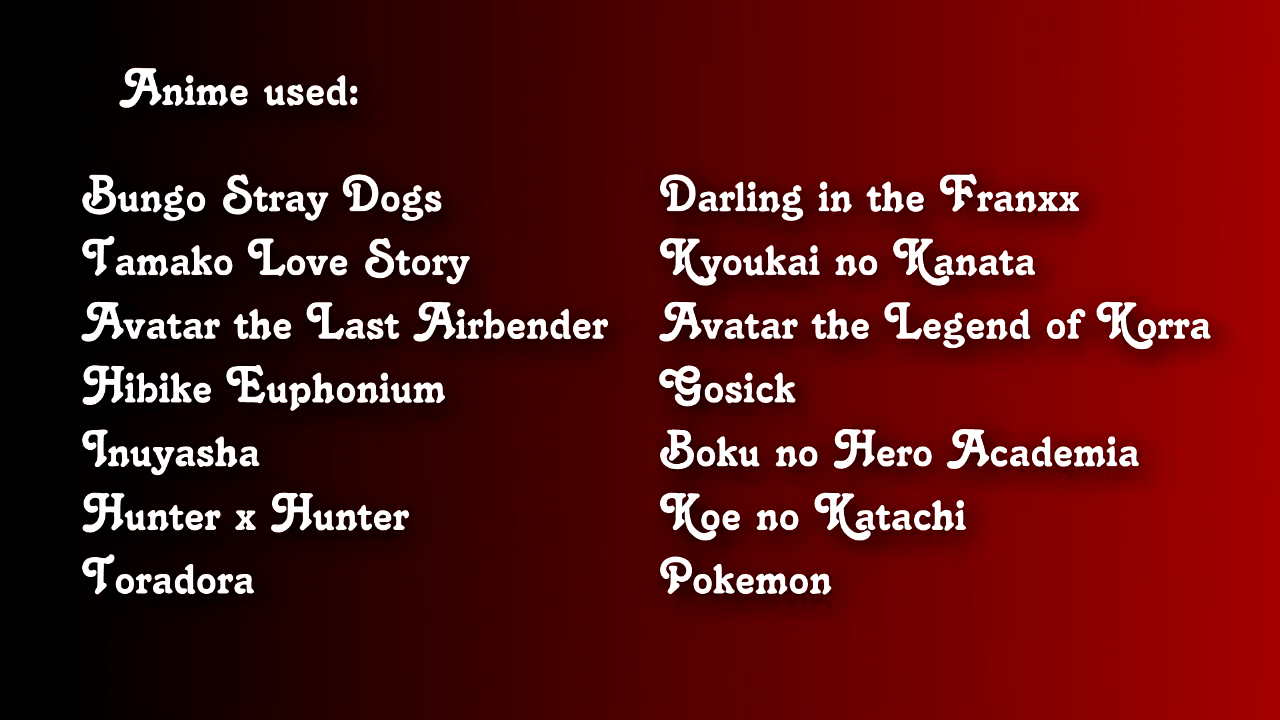 Anime used:
Bungo Stray Dogs
Tamako Love Story
Avatar the Last Airbender
Hibike Euphonium
Inuyasha
Hunter x Hunter
Toradora
Darling in the Franxx
Kyoukai no Kanata
Avatar the Legend of Korra
Gosick
Boku no Hero Academia
Koe no Katachi
Pokemon